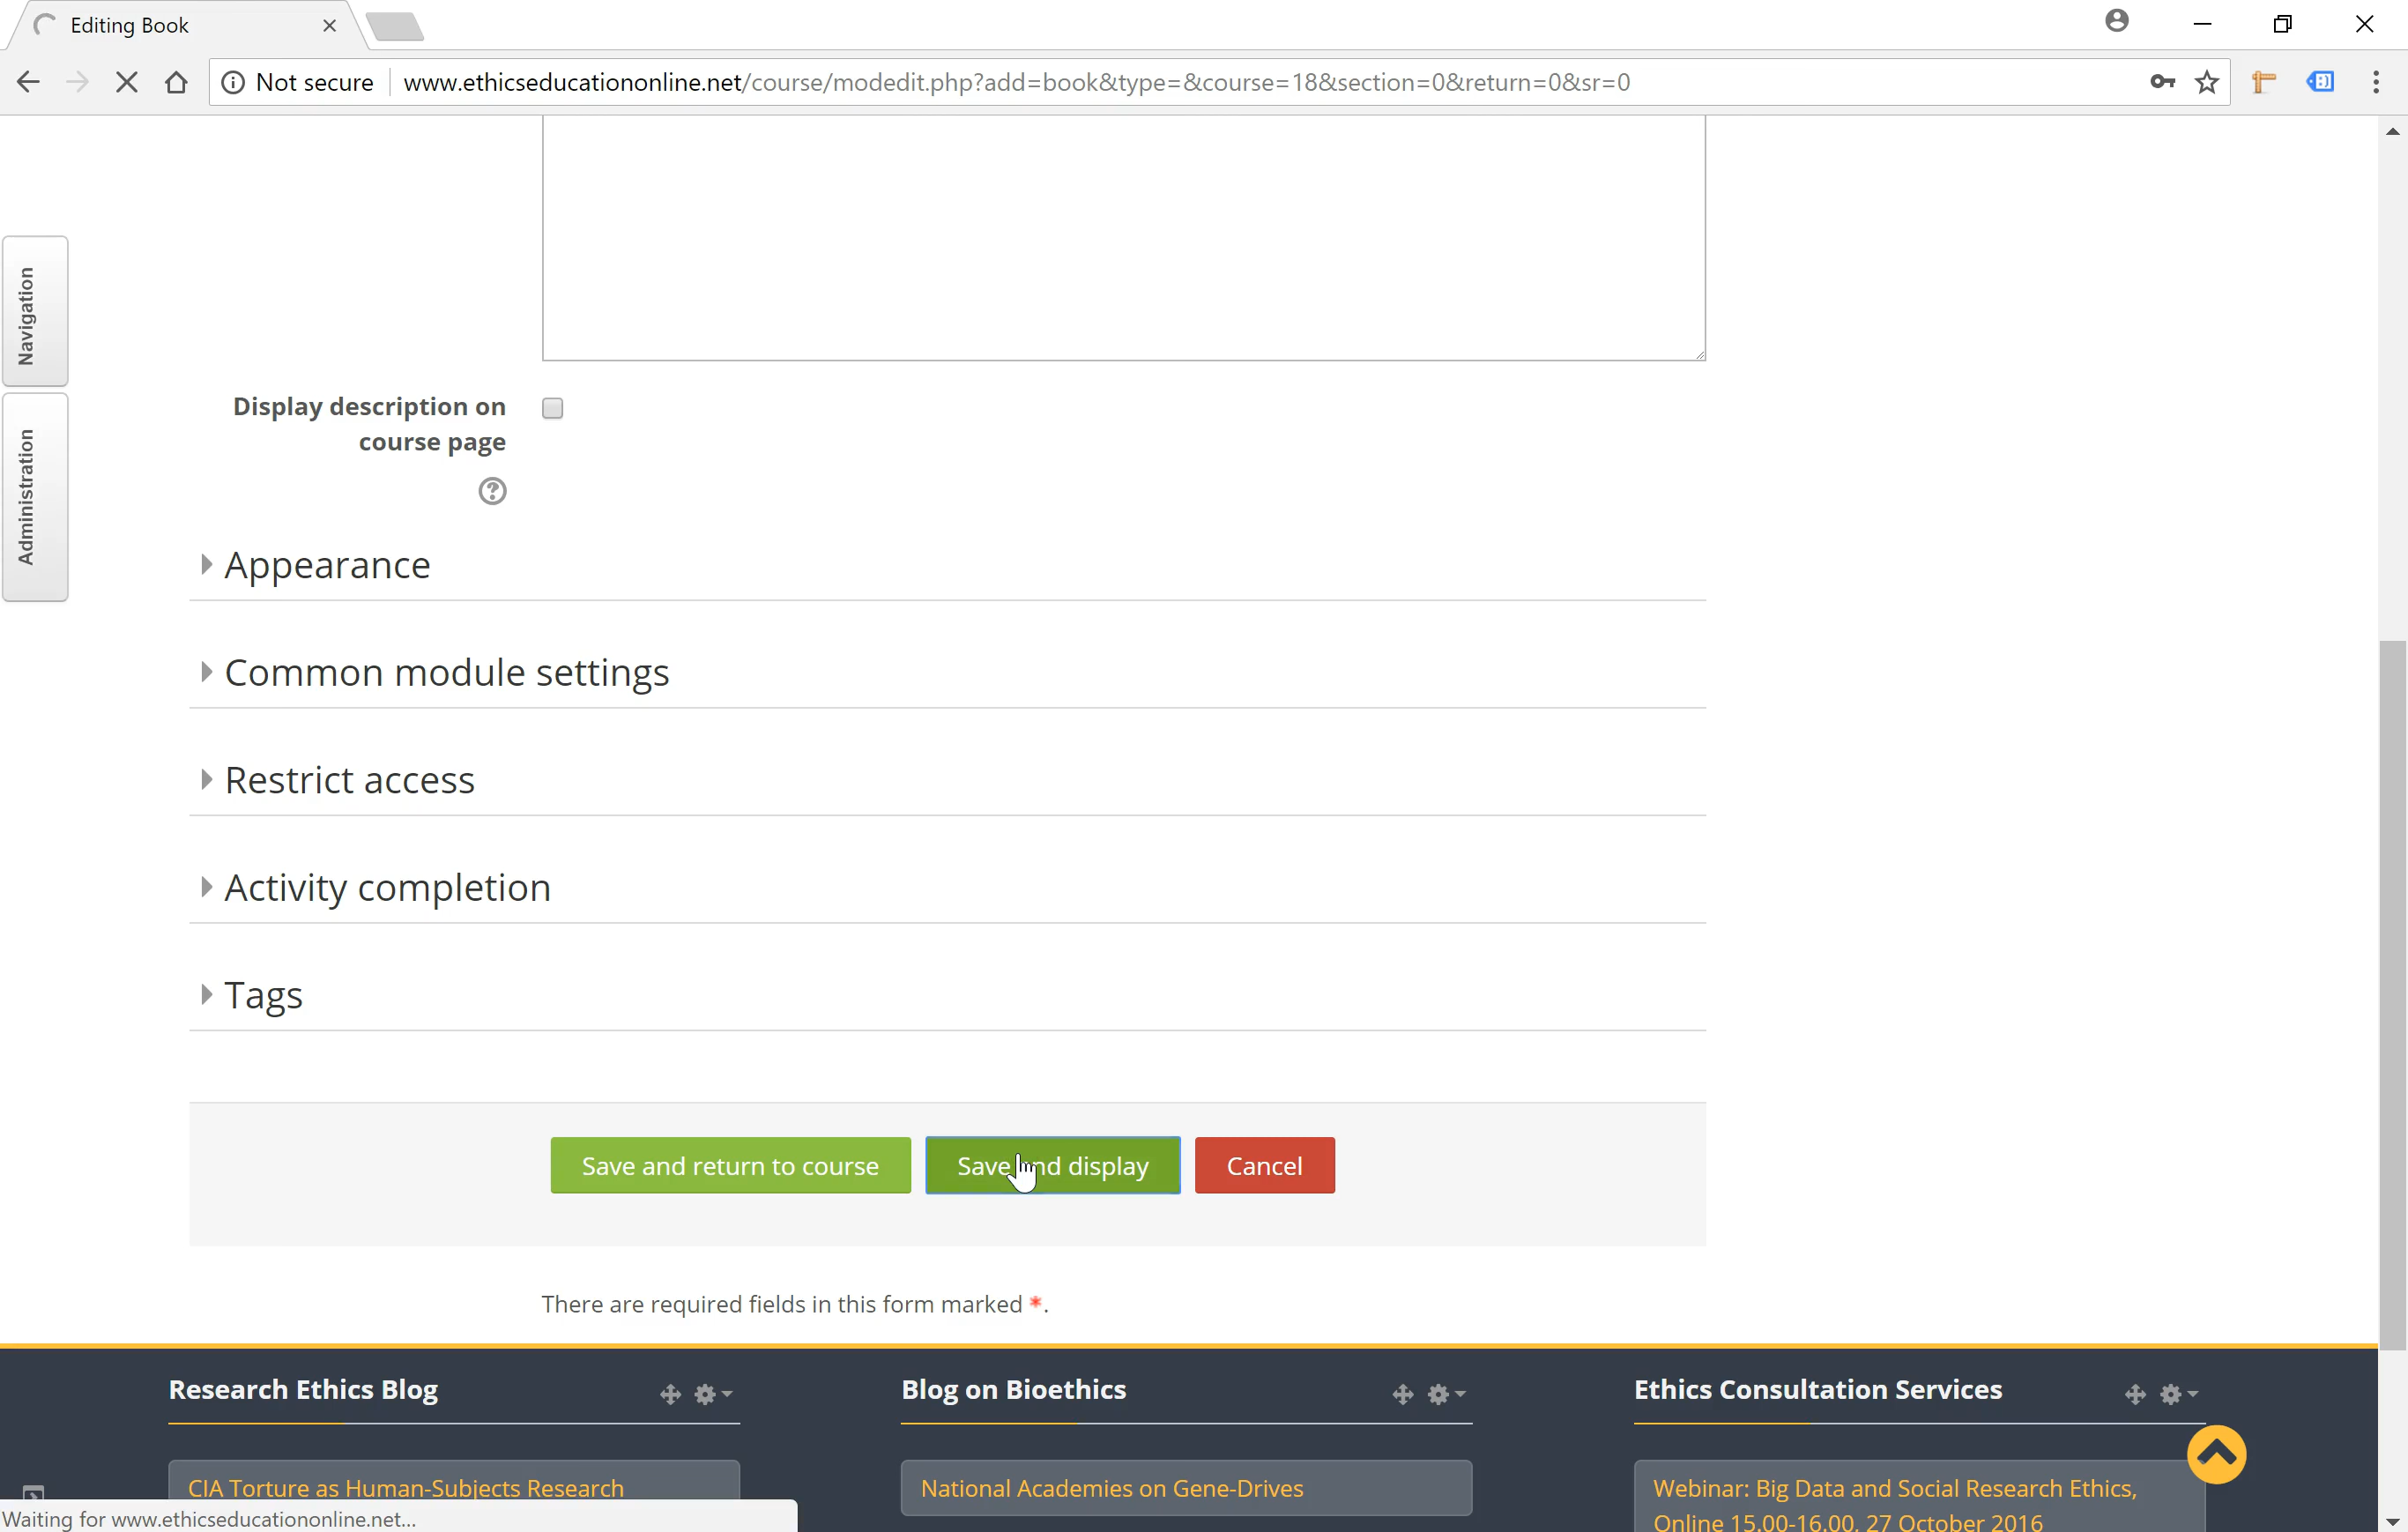 Editing Book
Not secure
www.ethicseducationonline.net/course/modedit.php?add=book&type=&course=18&section=0&return=0&sr=0
Navigation
Administration
Display description on
course page
Appearance
Common module settings
Restrict access
Activity completion
Tags
Save and return to course
Save and display
Cancel
There are required fields in this form marked *.
Research Ethics Blog
Blog on Bioethics
Ethics Consultation Services
CIA Torture as Human-Subjects Research
National Academies on Gene-Drives
Webinar: Big Data and Social Research Ethics,
Online 15.00-16.00, 27 October 2016
Waiting for www.ethicseducationonline.net...